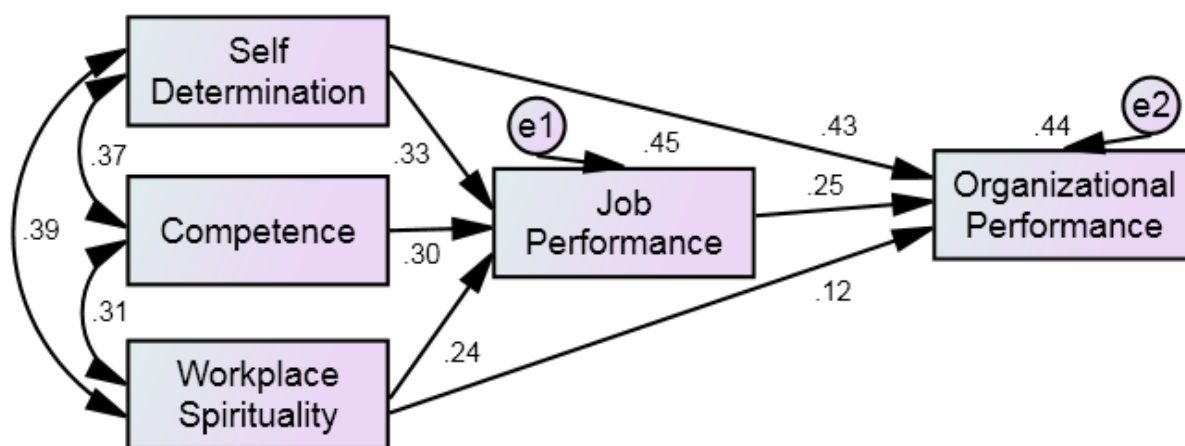 Self
Determination
e1
e2
.43
.44
.45
.37
.33
.25
Job
Performance
Organizational
Performance
Competence
.30
.39
.31
.12
.24
Workplace
Spirituality